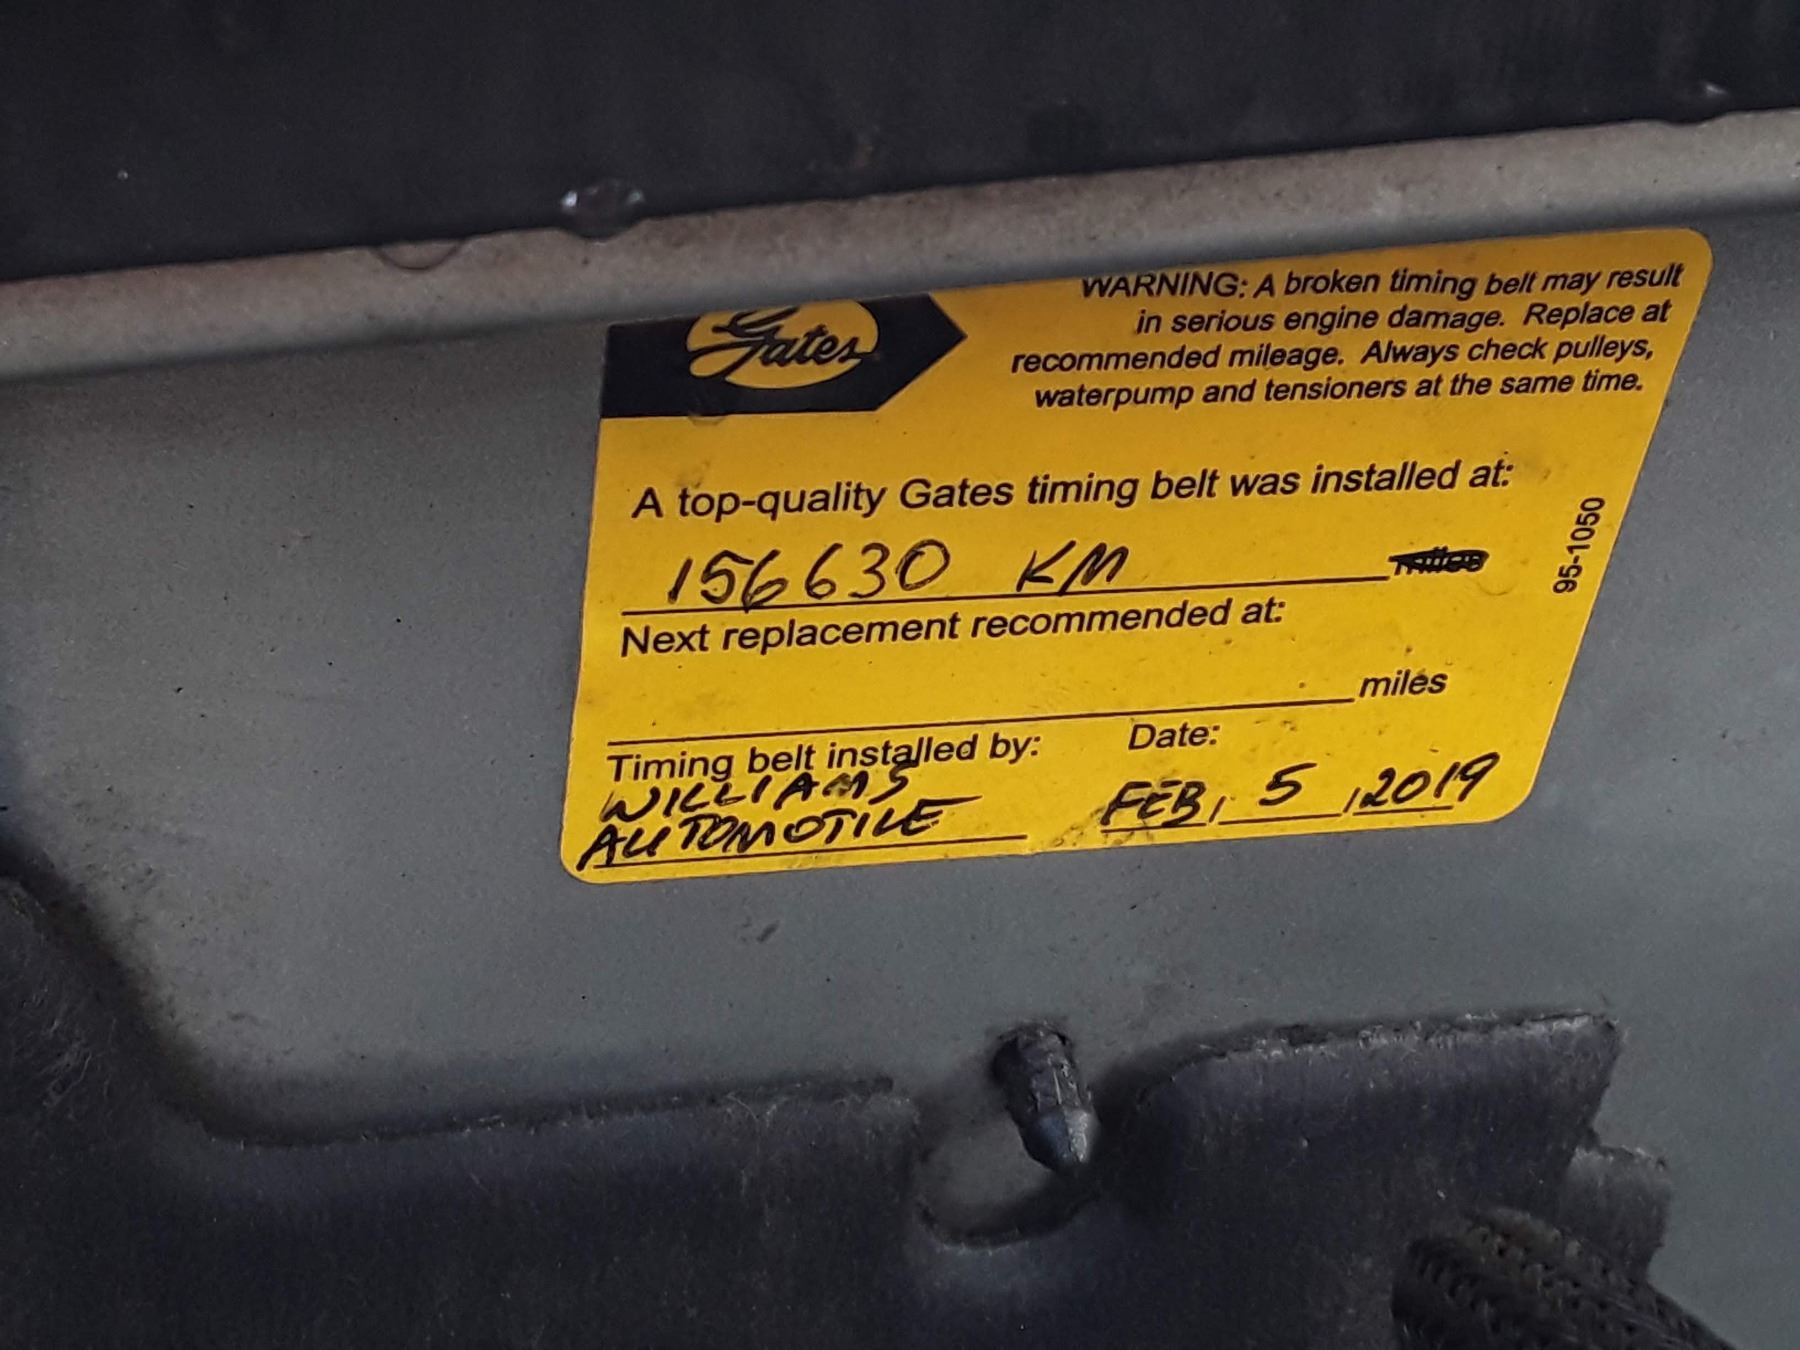 Gates
WARNING: A broken timing belt may result
in serious engine damage. Replace at
recommended mileage. Always check pulleys,
waterpump and tensioners at the same time.
A top-quality Gates timing belt was installed at:
156630 KM miles
95-1050
Next replacement recommended at:
miles
Timing belt installed by: Date:
WILLIAMS
AUTOMOTIVE FEB, 5, 2019